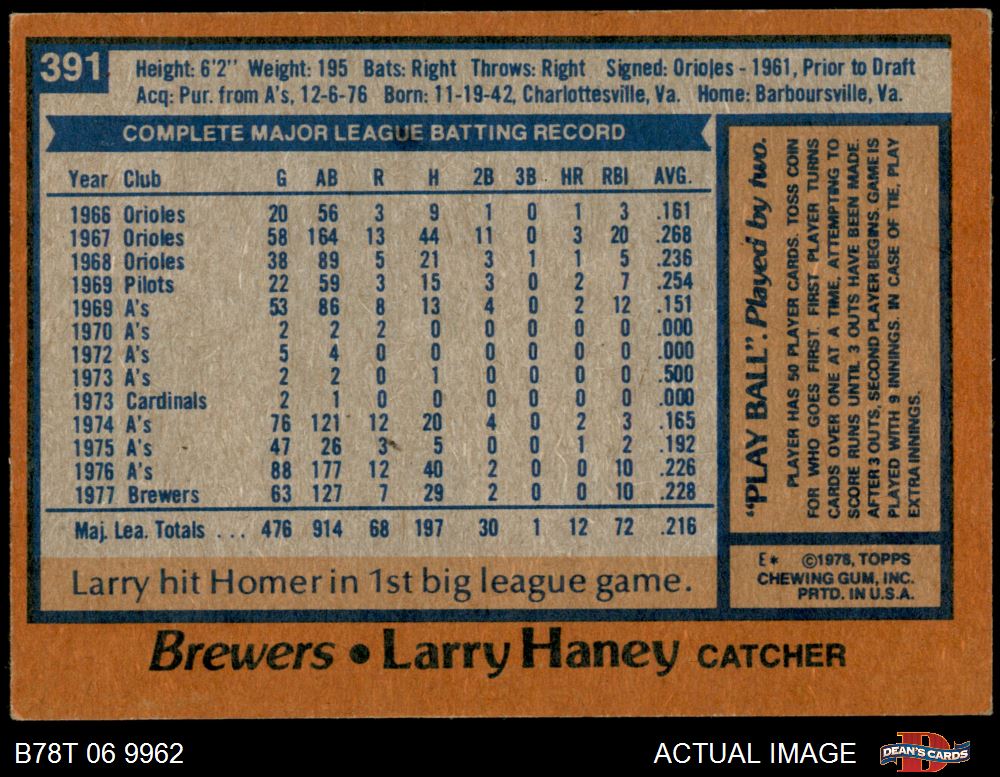 391
Height: 6'2" Weight: 195 Bats: Right Throws: Right Signed: Orioles - 1961, Prior to Draft
Acq: Pur. from A's, 12-6-76 Born: 11-19-42, Charlottesville, Va. Home: Barboursville, Va.
COMPLETE MAJOR LEAGUE BATTING RECORD
Year Club G AB R H 2B 3B HR RBI AVG.
1966 Orioles 20 56 3 9 1 0 1 3 .161
1967 Orioles 58 164 13 44 11 0 3 20 .268
1968 Orioles 38 89 5 21 3 1 1 5 .236
1969 Pilots 22 59 3 15 3 0 2 7 .254
1969 A's 53 86 8 13 4 0 2 12 .151
1970 A's 2 2 2 0 0 0 0 0 .000
1972 A's 5 4 0 0 0 0 0 0 .000
1973 A's 2 2 0 1 0 0 0 0 .500
1973 Cardinals 2 1 0 0 0 0 0 0 .000
1974 A's 76 121 12 20 4 0 2 3 .165
1975 A's 47 26 3 5 0 0 1 2 .192
1976 A's 88 177 12 40 2 0 0 10 .226
1977 Brewers 63 127 7 29 2 0 0 10 .228
Maj. Lea. Totals ... 476 914 68 197 30 1 12 72 .216
Larry hit Homer in 1st big league game.
"PLAY BALL". Played by two.
PLAYER HAS 50 PLAYER CARDS. TOSS COIN
FOR WHO GOES FIRST. FIRST PLAYER TURNS
CARDS OVER ONE AT A TIME, ATTEMPTING TO
SCORE RUNS UNTIL 3 OUTS HAVE BEEN MADE.
AFTER 3 OUTS, SECOND PLAYER BEGINS. GAME IS
PLAYED WITH 9 INNINGS. IN CASE OF TIE, PLAY
EXTRA INNINGS.
E* ©1978, TOPPS
CHEWING GUM, INC.
PRTD. IN U.S.A.
Brewers • Larry Haney CATCHER
B78T 06 9962
ACTUAL IMAGE
DEAN'S CARDS